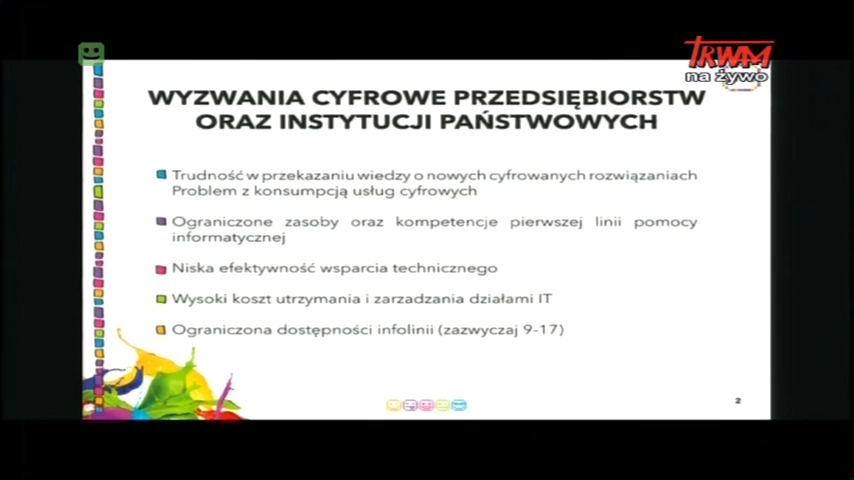 TRWAM
na żywo
WYZWANIA CYFROWE PRZEDSIĘBIORSTW
ORAZ INSTYTUCJI PAŃSTWOWYCH
Trudność w przekazaniu wiedzy o nowych cyfrowanych rozwiązaniach
Problem z konsumpcją usług cyfrowych
Ograniczone zasoby oraz kompetencje pierwszej linii pomocy
informatycznej
Niska efektywność wsparcia technicznego
Wysoki koszt utrzymania i zarzadzania działami IT
Ograniczona dostępności infolinii (zazwyczaj 9-17)
2